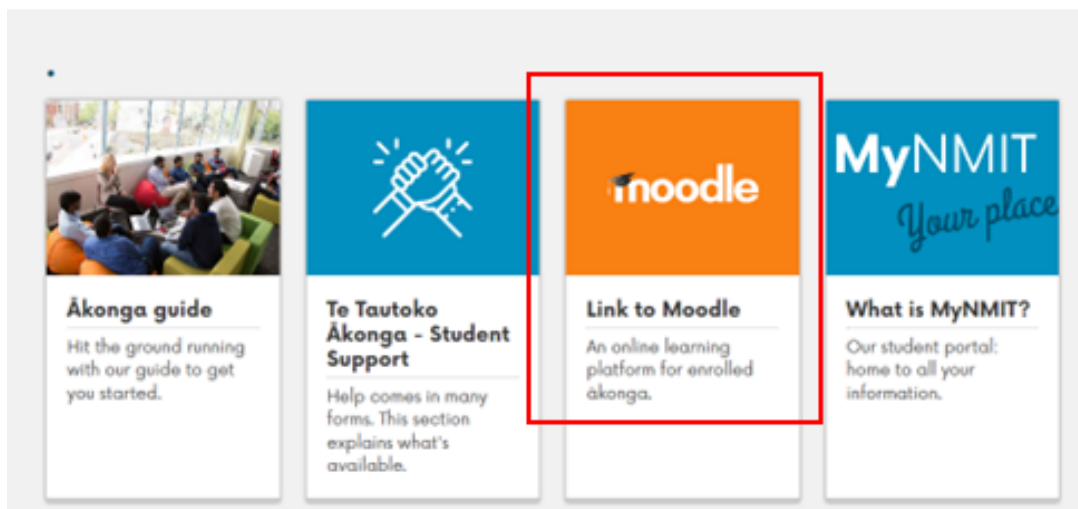 moodle
MyNMIT
Your place
Ākonga guide
Hit the ground running
with our guide to get
you started.
Te Tautoko
Ākonga - Student
Support
Help comes in many
forms. This section
explains what's
available.
Link to Moodle
An online learning
platform for enrolled
ākonga.
What is MyNMIT?
Our student portal:
home to all your
information.